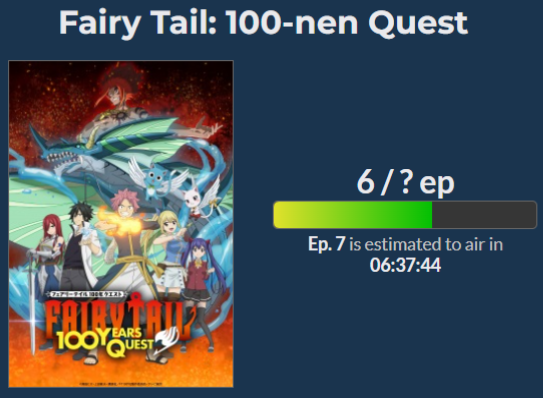 Fairy Tail: 100-nen Quest
6 / ? ep
Ep. 7 is estimated to air in
06:37:44
フェアリーテイル 100年クエスト
FAIRY TAIL
100 YEARS
QUEST